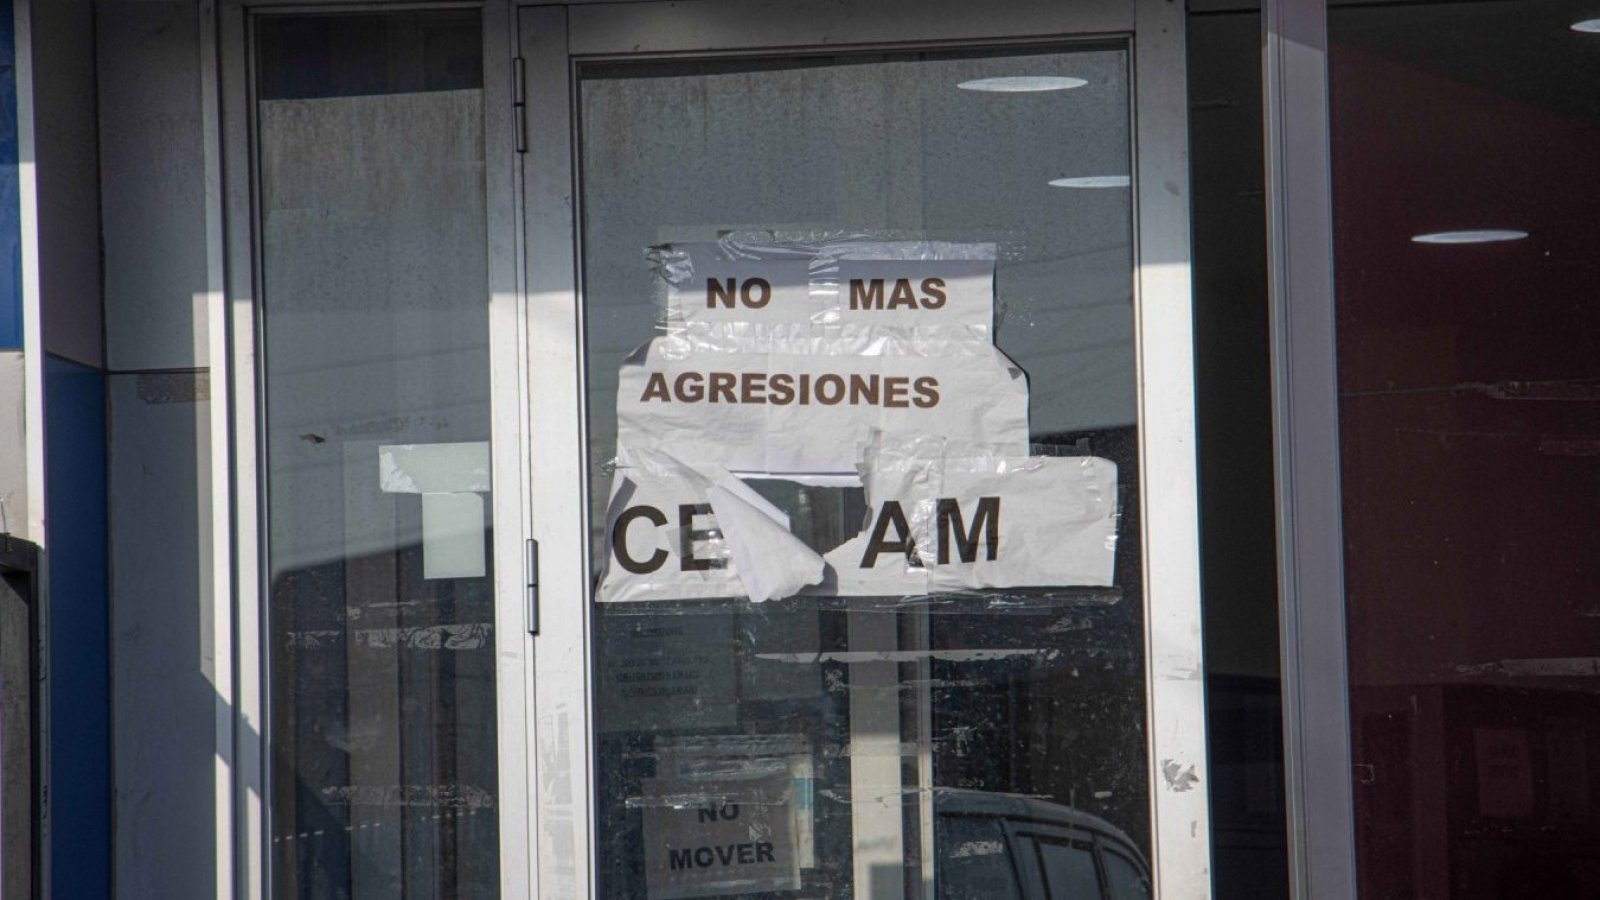 NO MAS
AGRESIONES
CE AM
NO
MOVER